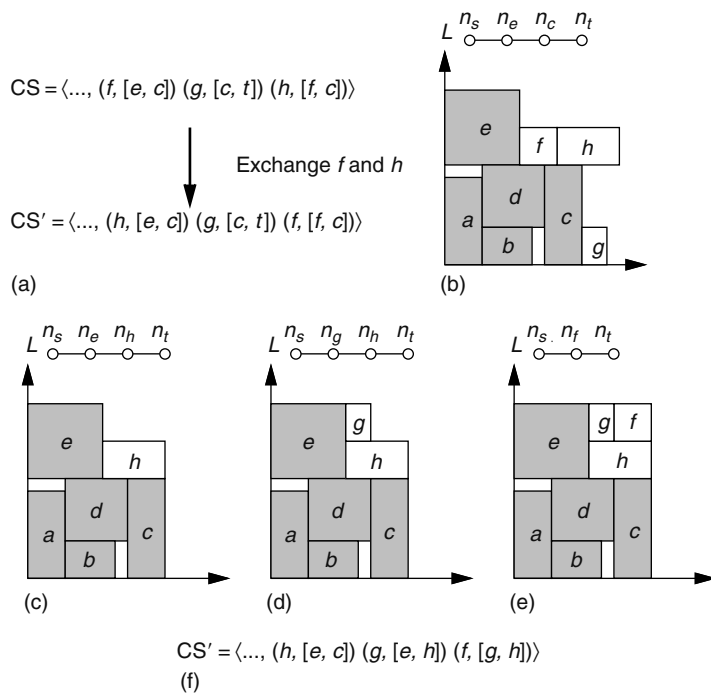 CS = ⟨..., (f, [e, c]) (g, [c, t]) (h, [f, c])⟩
Exchange f and h
CS′ = ⟨..., (h, [e, c]) (g, [c, t]) (f, [f, c])⟩
(a)
L n_s n_e n_c n_t
e
f h
d
a c
b g
(b)
L n_s n_e n_h n_t
e
h
d
a c
b
(c)
L n_s n_g n_h n_t
g
e
h
d
a c
b
(d)
L n_s. n_f n_t
g f
e
h
d
a c
b
(e)
CS′ = ⟨..., (h, [e, c]) (g, [e, h]) (f, [g, h])⟩
(f)